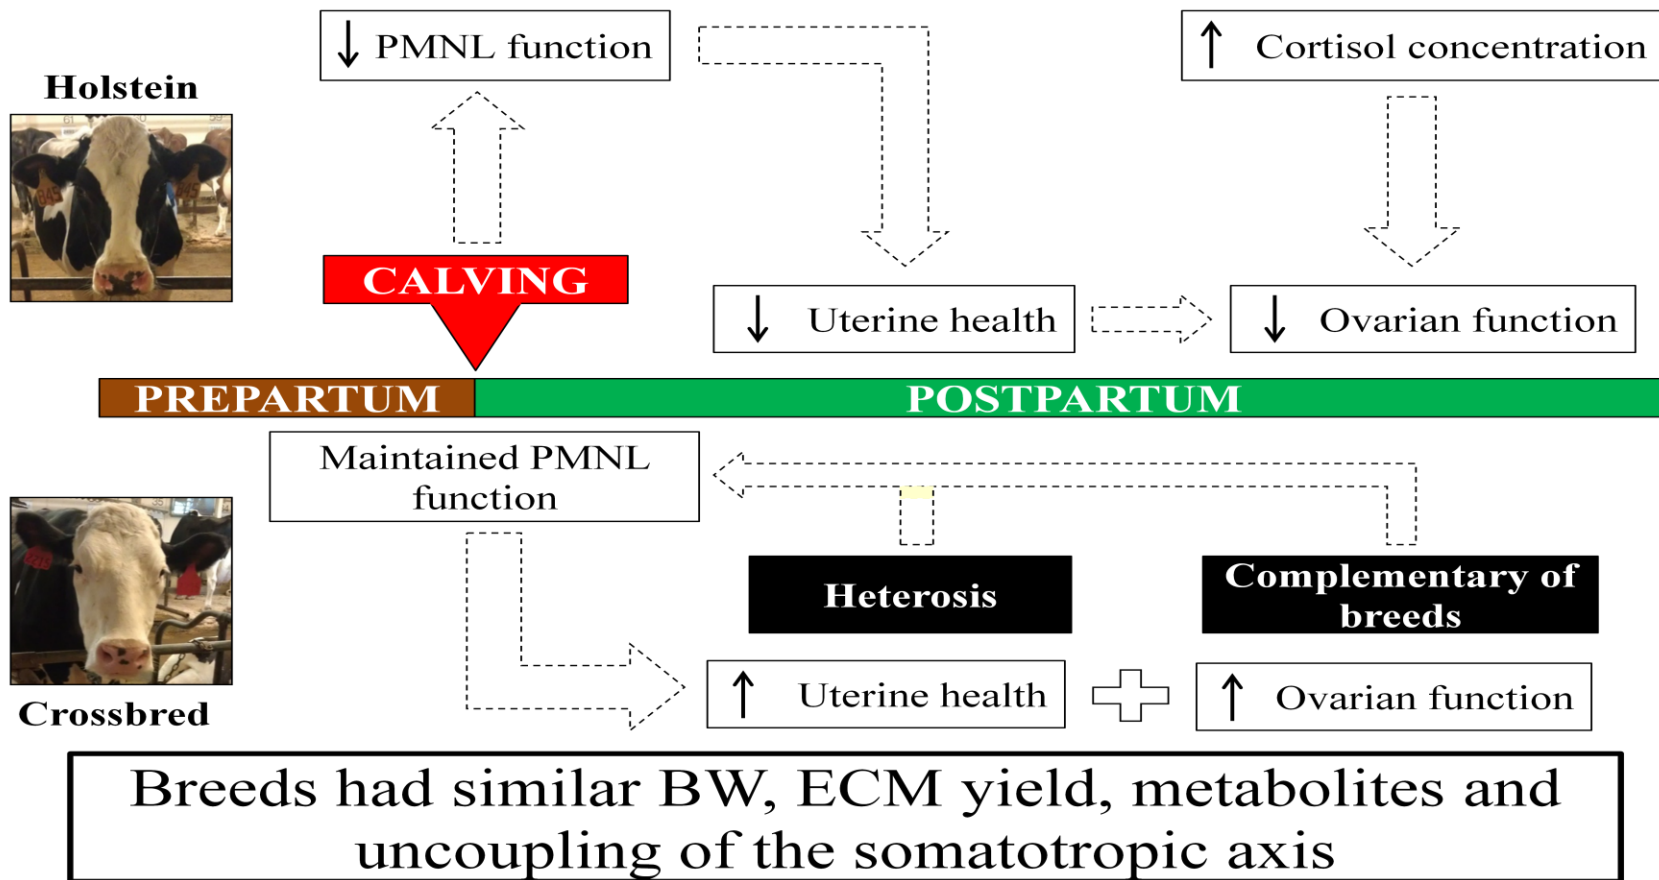 ↓ PMNL function
↑ Cortisol concentration
Holstein
CALVING
↓ Uterine health
↓ Ovarian function
PREPARTUM
POSTPARTUM
Maintained PMNL
function
Heterosis
Complementary of
breeds
↑ Uterine health
↑ Ovarian function
Crossbred
Breeds had similar BW, ECM yield, metabolites and
uncoupling of the somatotropic axis